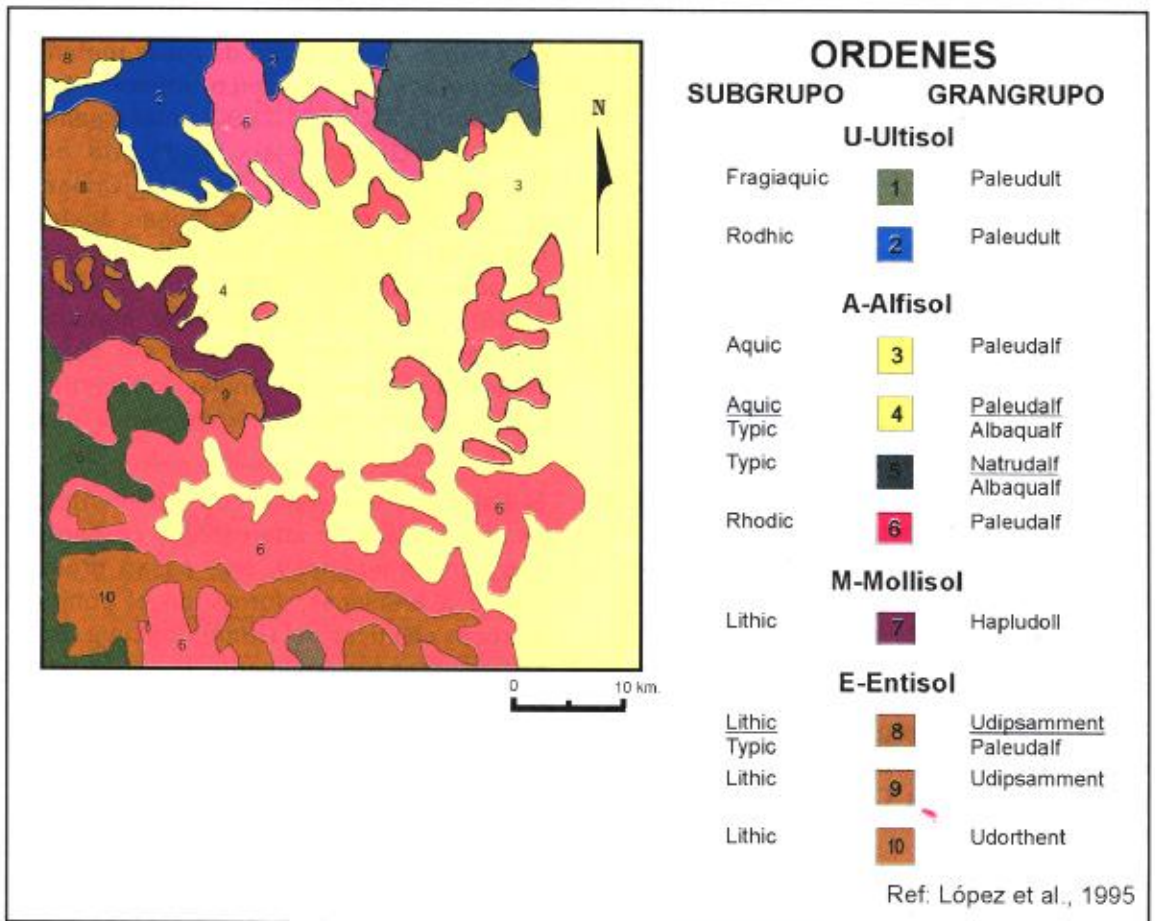 ORDENES
SUBGRUPO GRANGRUPO
U-Ultisol
Fragiaquic 1 Paleudult
Rodhic 2 Paleudult
A-Alfisol
Aquic 3 Paleudalf
Aquic 4 Paleudalf
Typic Albaqualf
Typic 5 Natrudalf
Albaqualf
Rhodic 6 Paleudalf
M-Mollisol
Lithic 7 Hapludoll
E-Entisol
Lithic 8 Udipsamment
Typic Paleudalf
Lithic 9 Udipsamment
Lithic 10 Udorthent
Ref: López et al., 1995
N
8
2
6
8
3
4
7
9
6
6
10
6
0 10 km.